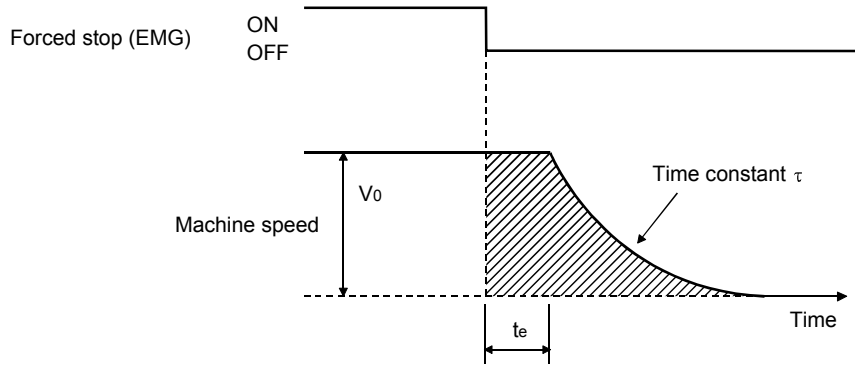 Forced stop (EMG)
ON
OFF
V0
Machine speed
Time constant τ
Time
te